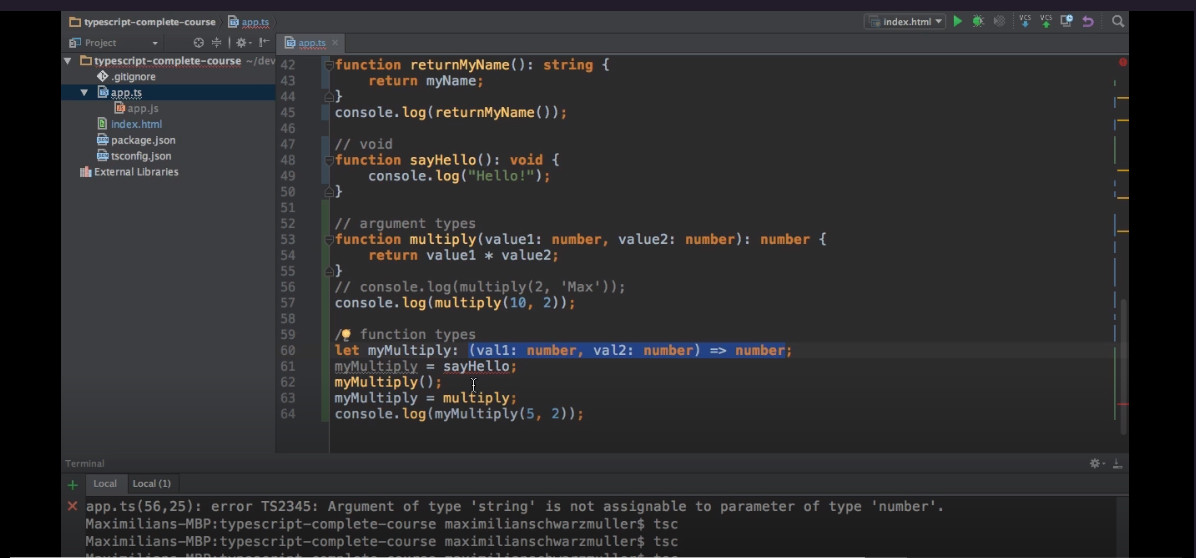 typescript-complete-course app.ts index.html
Project app.ts
typescript-complete-course ~/dev
.gitignore
app.ts
app.js
index.html
package.json
tsconfig.json
External Libraries
42 function returnMyName(): string {
43 return myName;
44 }
45 console.log(returnMyName());
46
47 // void
48 function sayHello(): void {
49 console.log("Hello!");
50 }
51
52 // argument types
53 function multiply(value1: number, value2: number): number {
54 return value1 * value2;
55 }
56 // console.log(multiply(2, 'Max'));
57 console.log(multiply(10, 2));
58
59 / function types
60 let myMultiply: (val1: number, val2: number) => number;
61 myMultiply = sayHello;
62 myMultiply();
63 myMultiply = multiply;
64 console.log(myMultiply(5, 2));
Terminal
Local Local (1)
app.ts(56,25): error TS2345: Argument of type 'string' is not assignable to parameter of type 'number'.
Maximilians-MBP:typescript-complete-course maximilianschwarzmuller$ tsc
Maximilians-MBP:typescript-complete-course maximilianschwarzmuller$ tsc
Maximilians-MBP:typescript-complete-course maximilianschwarzmuller$ tsc